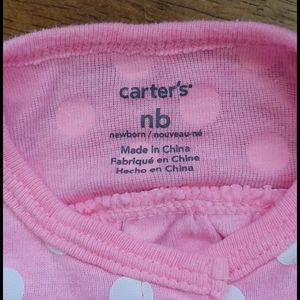 carter's
nb
newborn / nouveau-né
Made in China
Fabriqué en Chine
Hecho en China